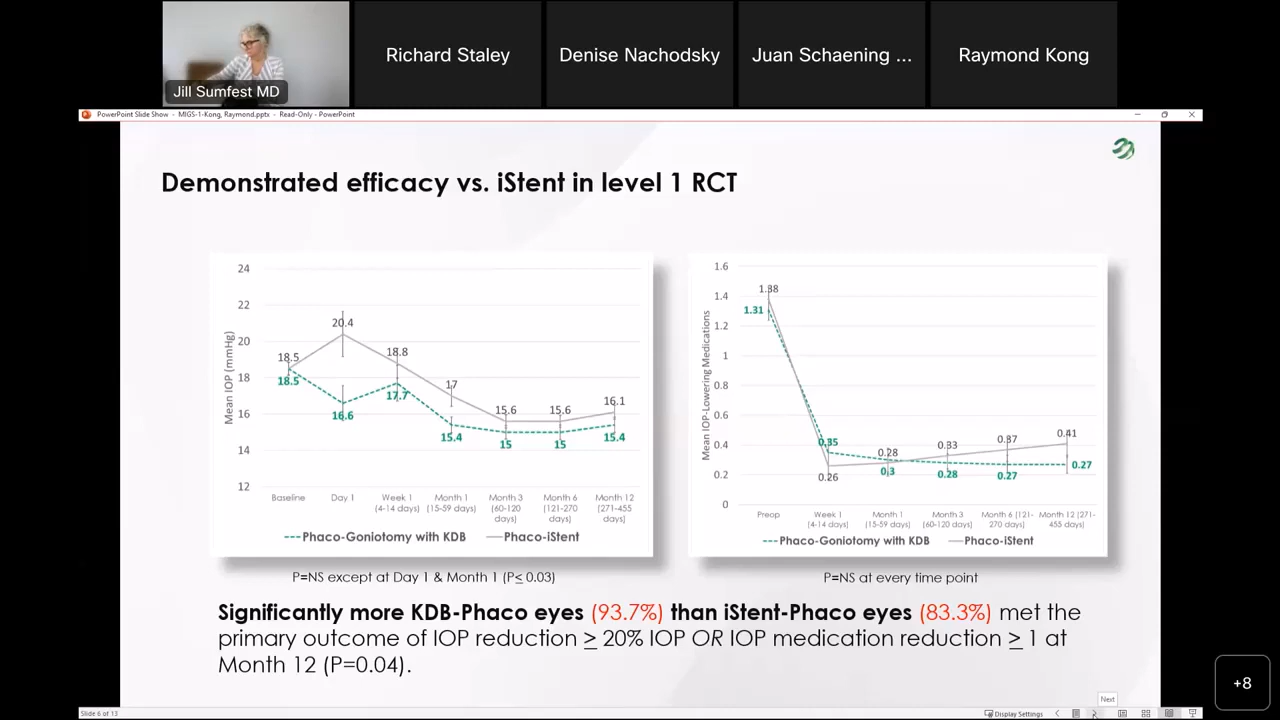 Jill Sumfest MD
Richard Staley
Denise Nachodsky
Juan Schaening ...
Raymond Kong
PowerPoint Slide Show - MIGS-1-Kong, Raymond.pptx - Read-Only - PowerPoint
Demonstrated efficacy vs. iStent in level 1 RCT
24
22
20
18
16
14
12
Mean IOP (mmHg)
18.5
20.4
18.8
17
15.6
15.6
16.1
18.5
16.6
17.7
15.4
15
15
15.4
Baseline
Day 1
Week 1
(4-14 days)
Month 1
(15-59 days)
Month 3
(60-120
days)
Month 6
(121-270
days)
Month 12
(271-455
days)
Phaco-Goniotomy with KDB
Phaco-iStent
P=NS except at Day 1 & Month 1 (P≤ 0.03)
1.6
1.4
1.2
1
0.8
0.6
0.4
0.2
0
Mean IOP-Lowering Medications
1.38
1.31
0.35
0.26
0.28
0.3
0.33
0.28
0.37
0.27
0.41
0.27
Preop
Week 1
(4-14 days)
Month 1
(15-59 days)
Month 3
(60-120 days)
Month 6 (121-
270 days)
Month 12 (271-
455 days)
Phaco-Goniotomy with KDB
Phaco-iStent
P=NS at every time point
Significantly more KDB-Phaco eyes (93.7%) than iStent-Phaco eyes (83.3%) met the
primary outcome of IOP reduction ≥ 20% IOP OR IOP medication reduction ≥ 1 at
Month 12 (P=0.04).
Next
Slide 6 of 13
Display Settings
+8